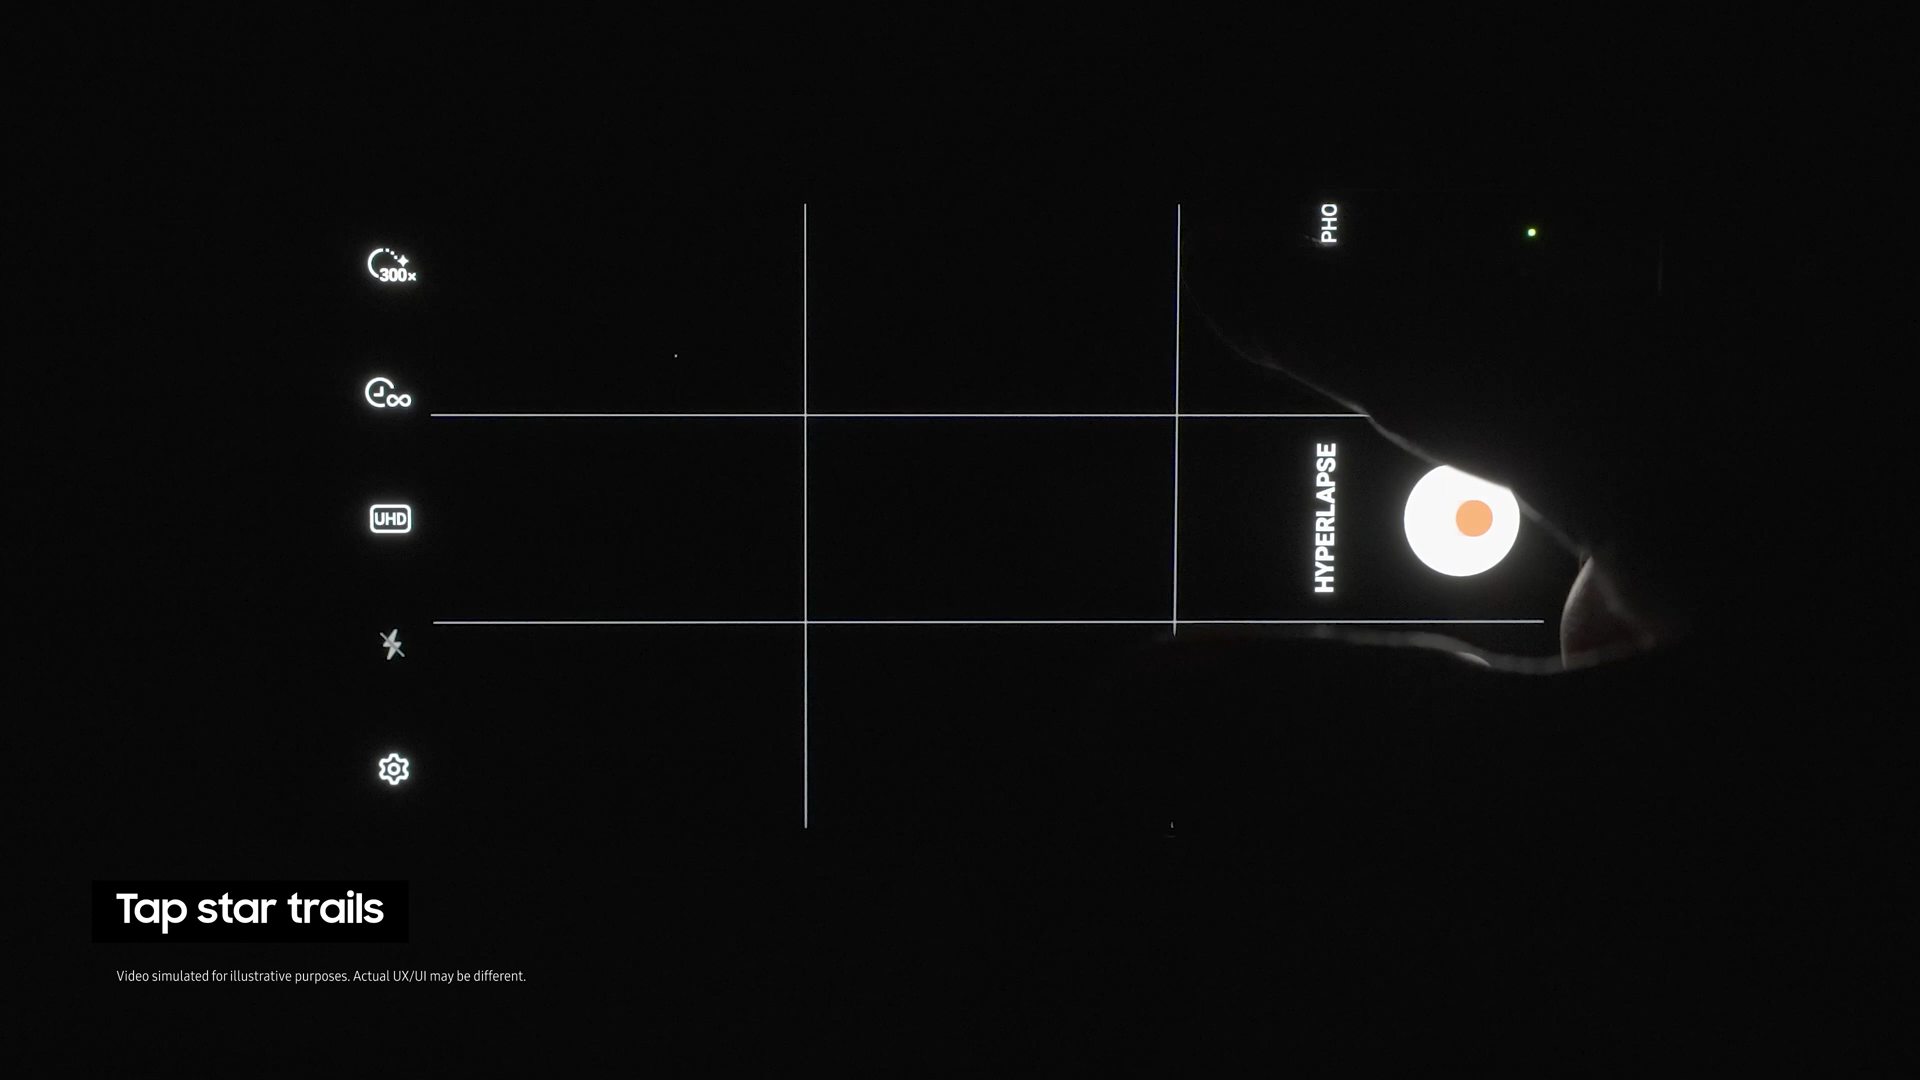 300x
PHO
UHD
HYPERLAPSE
Tap star trails
Video simulated for illustrative purposes. Actual UX/UI may be different.